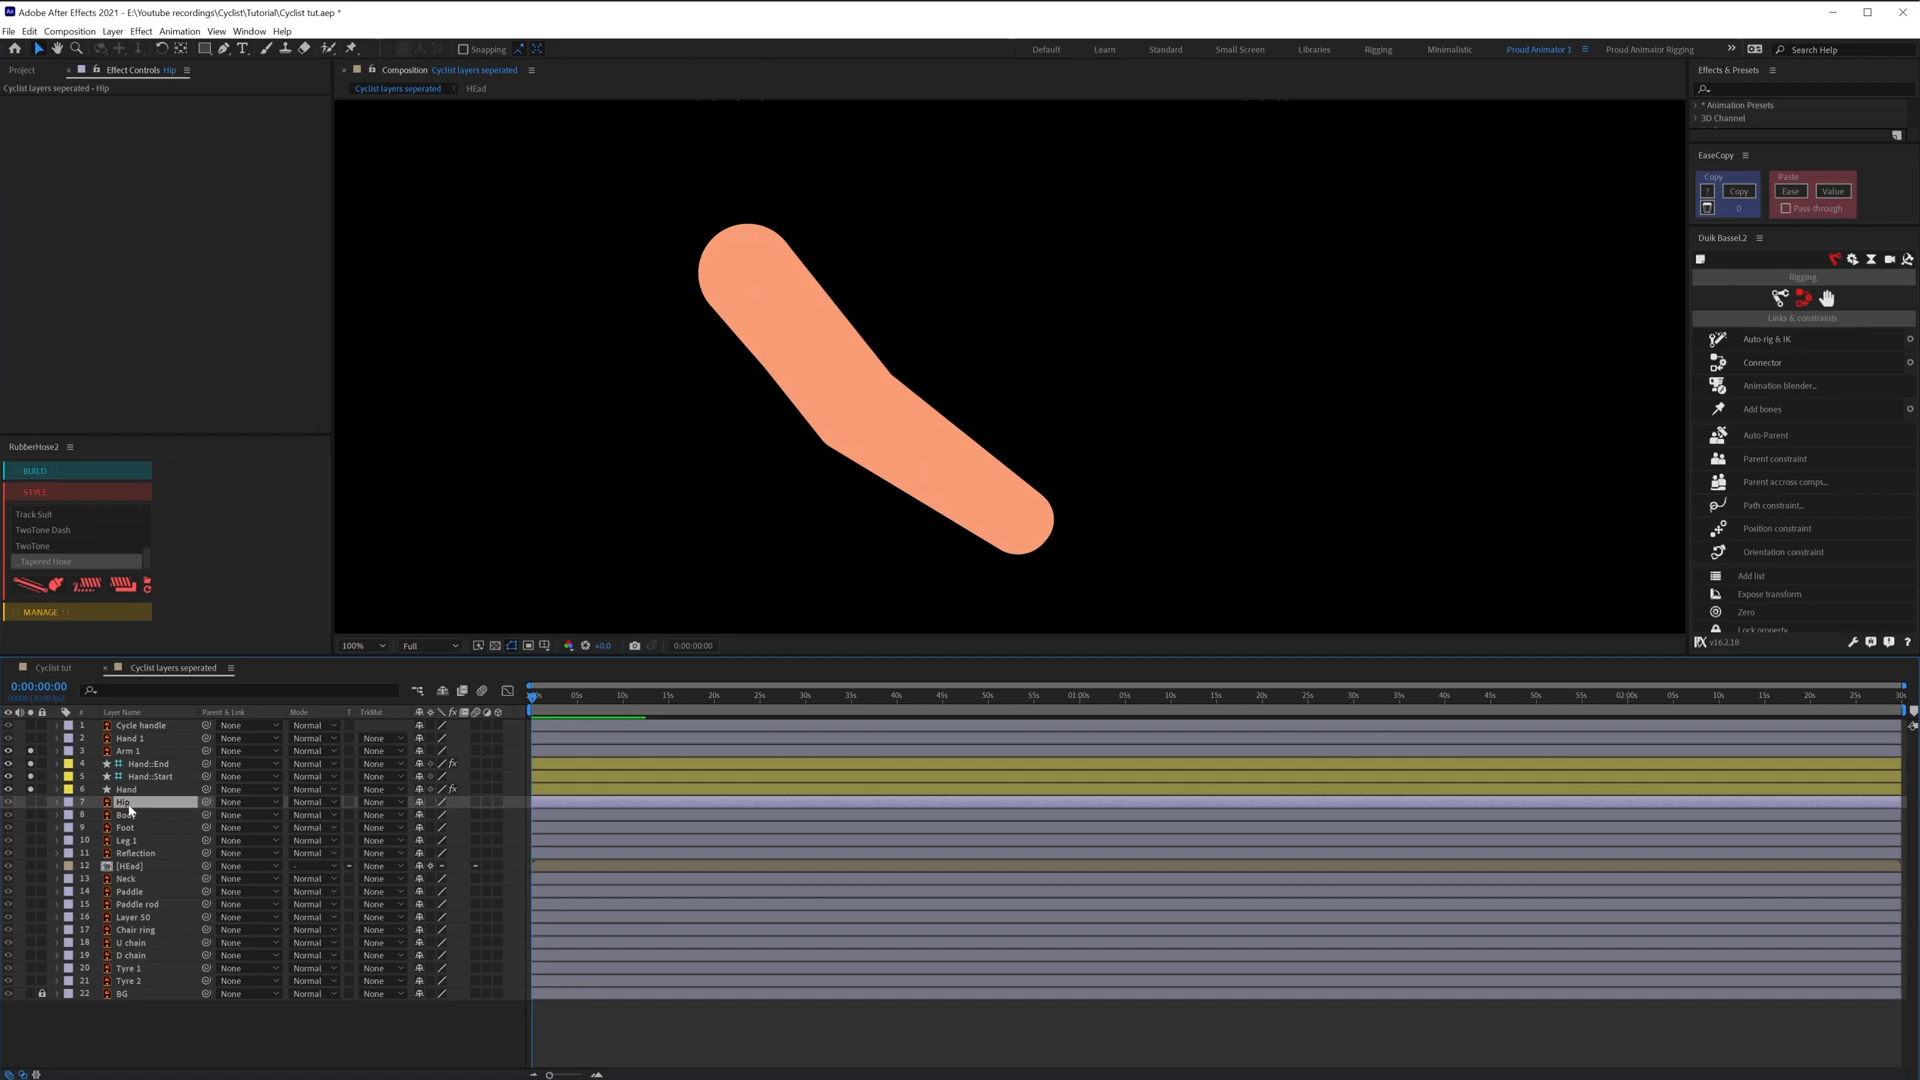 Adobe After Effects 2021 - E:\Youtube recordings\Cyclist\Tutorial\Cyclist tut.aep *
File Edit Composition Layer Effect Animation View Window Help
Snapping
Default Learn Standard Small Screen Libraries Rigging Minimalistic Proud Animator 1 Proud Animator Rigging Search Help
Project Effect Controls Hip
Cyclist layers seperated • Hip
Composition Cyclist layers seperated
Cyclist layers seperated HEad
Effects & Presets
* Animation Presets
3D Channel
EaseCopy
Copy Paste
? Copy Ease Value
0 Pass-through
Duik Bassel.2
Rigging
Links & constraints
Auto-rig & IK
Connector
Animation blender...
Add bones
Auto-Parent
Parent constraint
Parent accross comps...
Path constraint...
Position constraint
Orientation constraint
Add list
Expose transform
Zero
Lock property
v16.2.18 ?
RubberHose2
:: BUILD ::
:: STYLE ::
Track Suit
TwoTone Dash
TwoTone
_Tapered Hose
:: MANAGE ::
100% Full +0.0 0:00:00:00
Cyclist tut Cyclist layers seperated
0:00:00:00
05s 10s 15s 20s 25s 30s 35s 40s 45s 50s 55s 01:00s 05s 10s 15s 20s 25s 30s 35s 40s 45s 50s 55s 02:00s 05s 10s 15s 20s 25s 30s
# Layer Name Parent & Link Mode T TrkMat fx
1 Cycle handle None Normal
2 Hand 1 None Normal None
3 Arm 1 None Normal None
4 Hand::End None Normal None fx
5 Hand::Start None Normal None
6 Hand None Normal None fx
7 Hip None Normal None
8 None Normal None
9 Foot None Normal None
10 Leg 1 None Normal None
11 Reflection None Normal None
12 [HEad] None - None
13 Neck None Normal None
14 Paddle None Normal None
15 Paddle rod None Normal None
16 Layer 50 None Normal None
17 Chair ring None Normal None
18 U chain None Normal None
19 D chain None Normal None
20 Tyre 1 None Normal None
21 Tyre 2 None Normal None
22 BG None Normal None